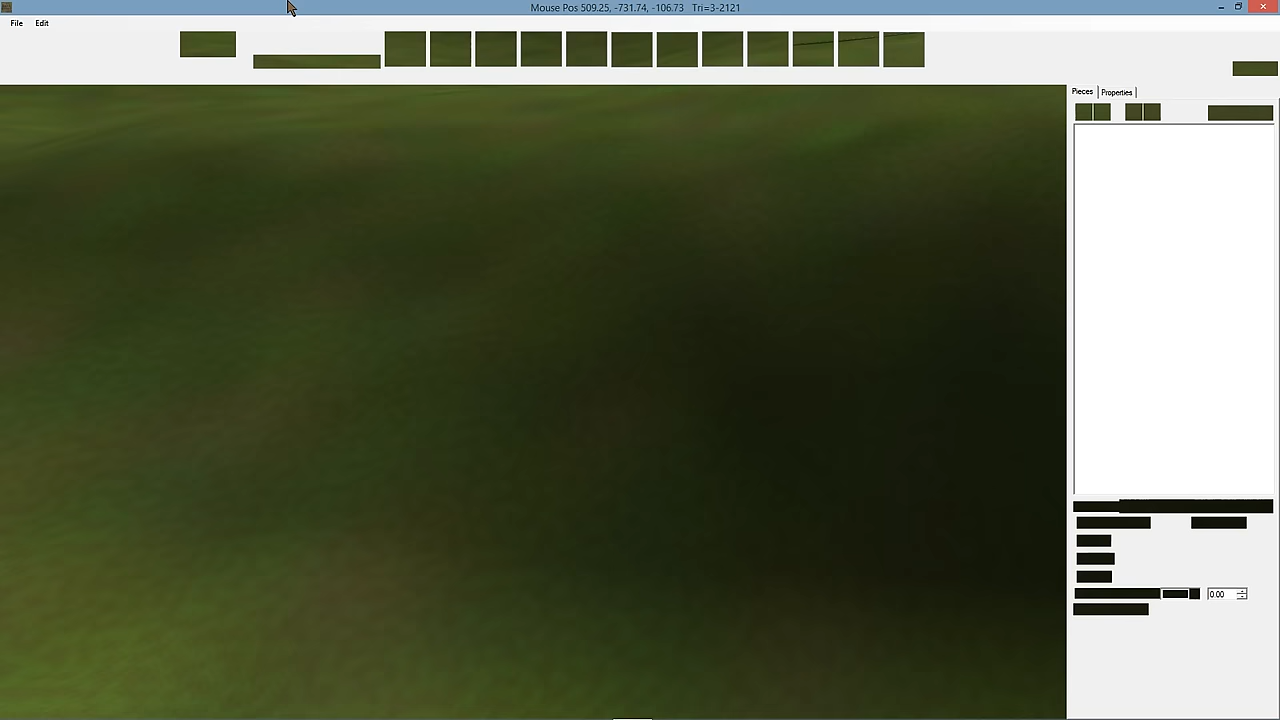 Mouse Pos 509.25, -731.74, -106.73   Tri=3-2121
File Edit
Pieces Properties
0.00